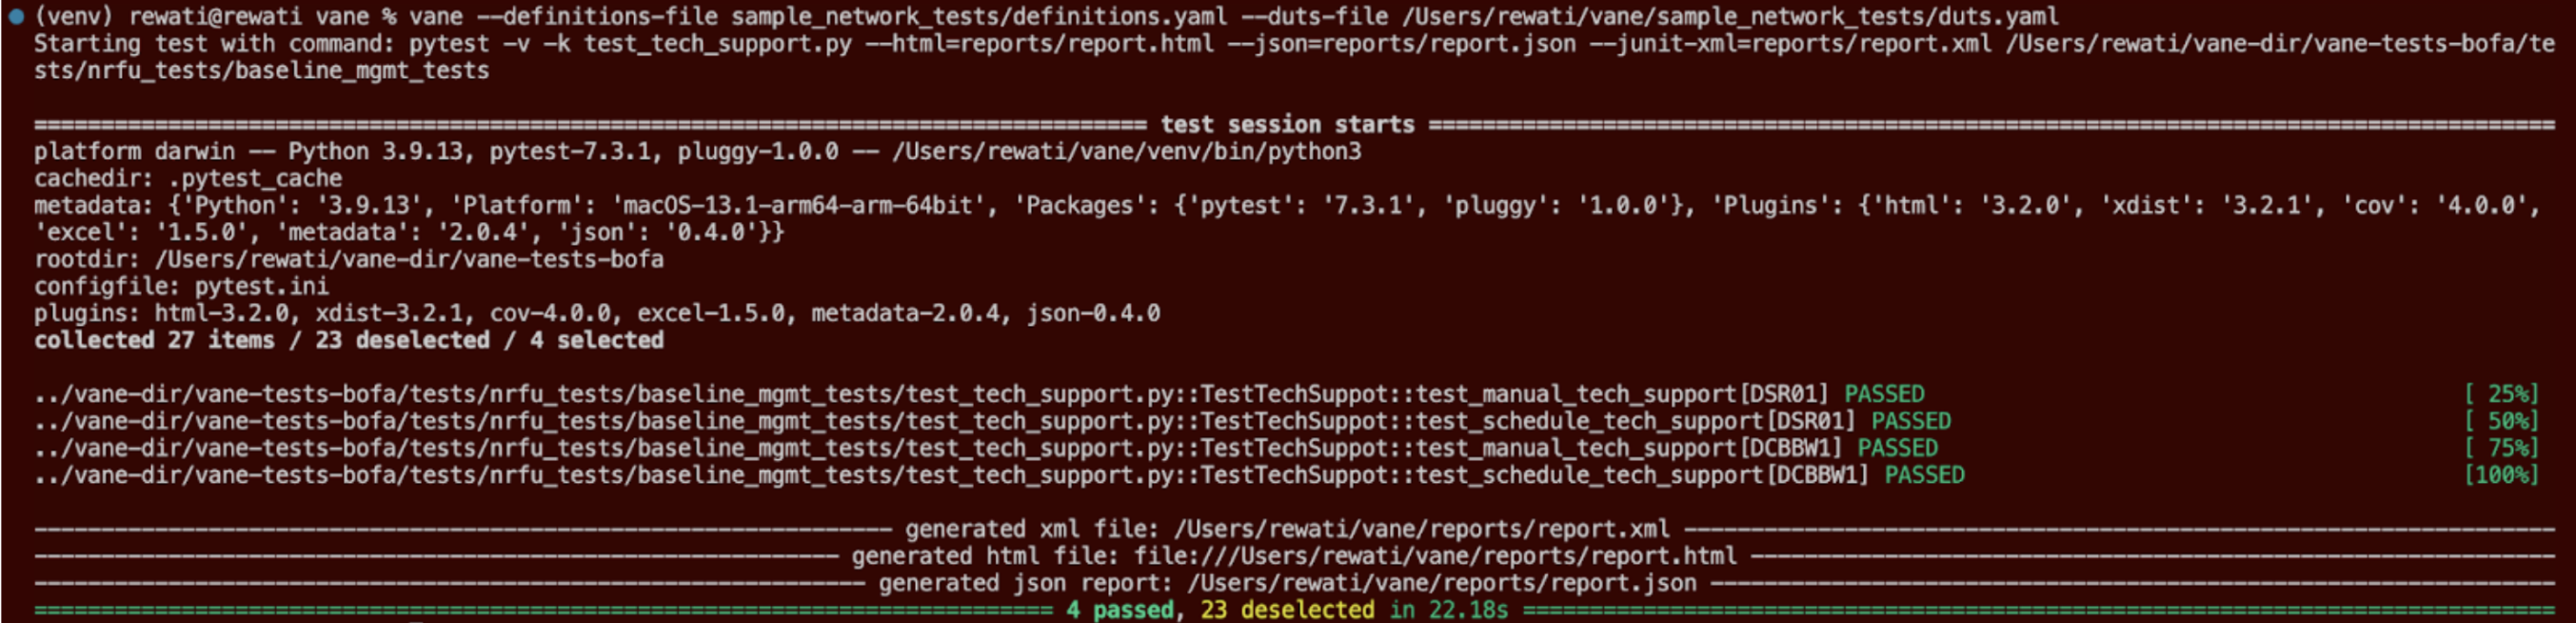 (venv) rewati@rewati vane % vane --definitions-file sample_network_tests/definitions.yaml --duts-file /Users/rewati/vane/sample_network_tests/duts.yaml
Starting test with command: pytest -v -k test_tech_support.py --html=reports/report.html --json=reports/report.json --junit-xml=reports/report.xml /Users/rewati/vane-dir/vane-tests-bofa/te
sts/nrfu_tests/baseline_mgmt_tests
test session starts
platform darwin -- Python 3.9.13, pytest-7.3.1, pluggy-1.0.0 -- /Users/rewati/vane/venv/bin/python3
cachedir: .pytest_cache
metadata: {'Python': '3.9.13', 'Platform': 'macOS-13.1-arm64-arm-64bit', 'Packages': {'pytest': '7.3.1', 'pluggy': '1.0.0'}, 'Plugins': {'html': '3.2.0', 'xdist': '3.2.1', 'cov': '4.0.0',
'excel': '1.5.0', 'metadata': '2.0.4', 'json': '0.4.0'}}
rootdir: /Users/rewati/vane-dir/vane-tests-bofa
configfile: pytest.ini
plugins: html-3.2.0, xdist-3.2.1, cov-4.0.0, excel-1.5.0, metadata-2.0.4, json-0.4.0
collected 27 items / 23 deselected / 4 selected
../vane-dir/vane-tests-bofa/tests/nrfu_tests/baseline_mgmt_tests/test_tech_support.py::TestTechSuppot::test_manual_tech_support[DSR01] PASSED [ 25%]
../vane-dir/vane-tests-bofa/tests/nrfu_tests/baseline_mgmt_tests/test_tech_support.py::TestTechSuppot::test_schedule_tech_support[DSR01] PASSED [ 50%]
../vane-dir/vane-tests-bofa/tests/nrfu_tests/baseline_mgmt_tests/test_tech_support.py::TestTechSuppot::test_manual_tech_support[DCBBW1] PASSED [ 75%]
../vane-dir/vane-tests-bofa/tests/nrfu_tests/baseline_mgmt_tests/test_tech_support.py::TestTechSuppot::test_schedule_tech_support[DCBBW1] PASSED [100%]
generated xml file: /Users/rewati/vane/reports/report.xml
generated html file: file:///Users/rewati/vane/reports/report.html
generated json report: /Users/rewati/vane/reports/report.json
4 passed, 23 deselected in 22.18s